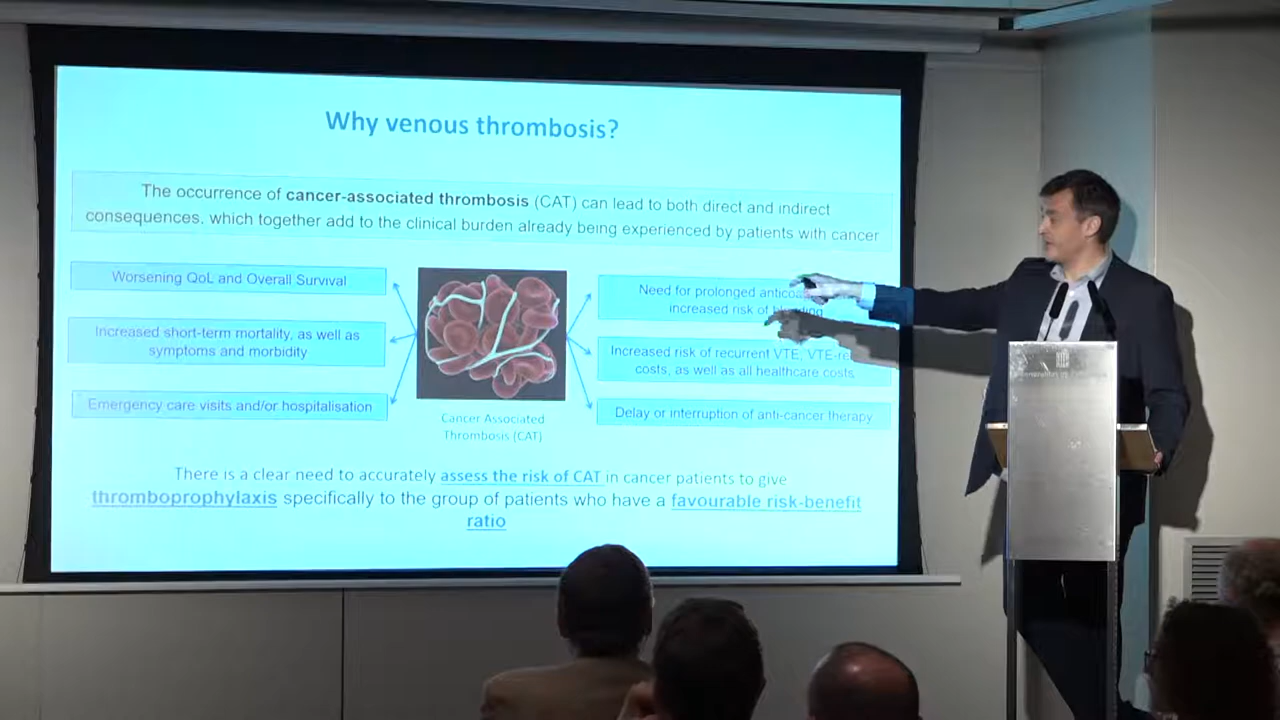 Why venous thrombosis?
The occurrence of cancer-associated thrombosis (CAT) can lead to both direct and indirect
consequences, which together add to the clinical burden already being experienced by patients with cancer
Worsening QoL and Overall Survival
Increased short-term mortality, as well as
symptoms and morbidity
Emergency care visits and/or hospitalisation
Cancer Associated
Thrombosis (CAT)
Need for prolonged
increased risk of bleeding
Increased risk of recurrent VTE,
costs, as well as all healthcare costs
Delay or interruption of anti-cancer therapy
There is a clear need to accurately assess the risk of CAT in cancer patients to give
thromboprophylaxis specifically to the group of patients who have a favourable risk-benefit
ratio